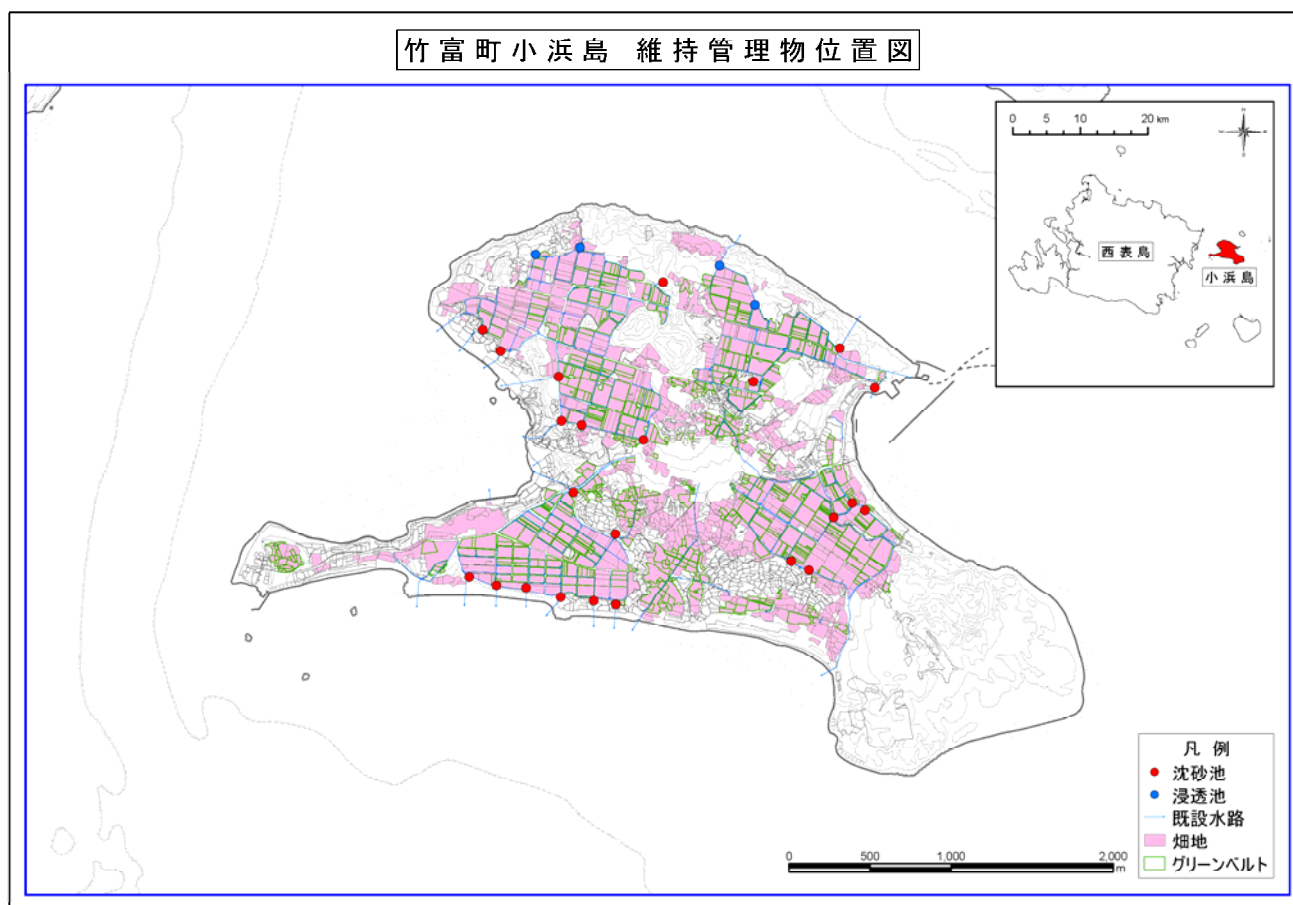 竹富町小浜島 維持管理物位置図
0 5 10 20 km
N
W E
S
西表島
小浜島
凡例
沈砂池
浸透池
既設水路
畑地
グリーンベルト
0 500 1,000 2,000
m